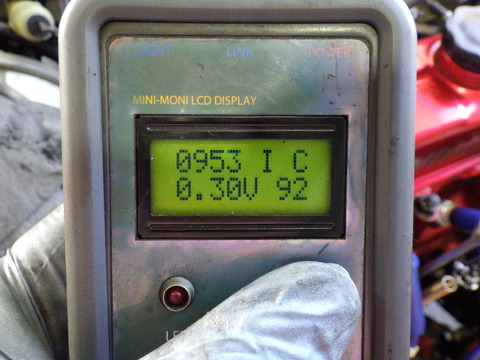 LIGHT LINK POWER
MINI-MONI LCD DISPLAY
0953 I C
0.30V 92